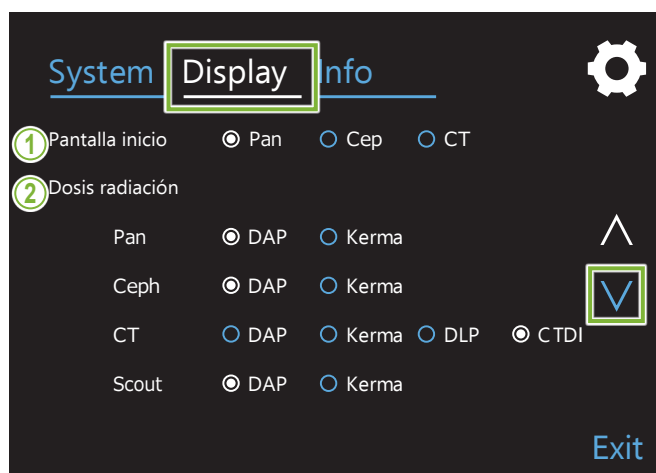 System Display Info
1 Pantalla inicio Pan Cep CT
2 Dosis radiación
Pan DAP Kerma
Ceph DAP Kerma
CT DAP Kerma DLP CTDI
Scout DAP Kerma
Exit